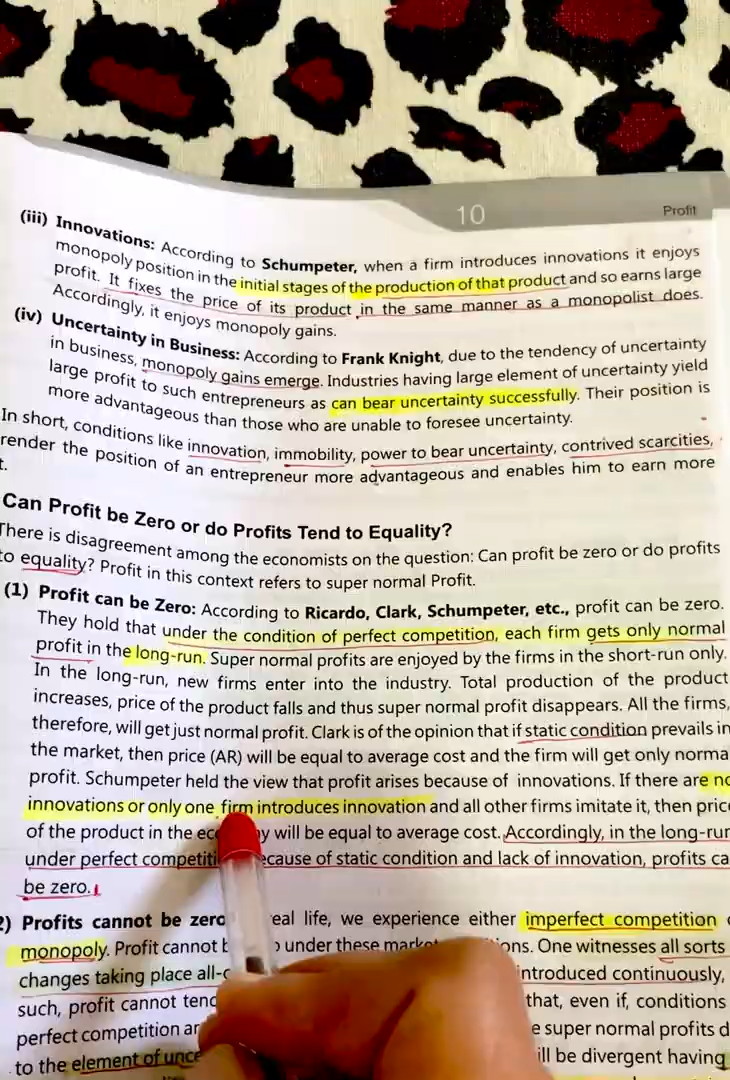 10
Profit
(iii) Innovations: According to Schumpeter, when a firm introduces innovations it enjoys
monopoly position in the initial stages of the production of that product and so earns large
profit. It fixes the price of its product in the same manner as a monopolist does.
Accordingly, it enjoys monopoly gains.
(iv) Uncertainty in Business: According to Frank Knight, due to the tendency of uncertainty
in business, monopoly gains emerge. Industries having large element of uncertainty yield
large profit to such entrepreneurs as can bear uncertainty successfully. Their position is
more advantageous than those who are unable to foresee uncertainty.
In short, conditions like innovation, immobility, power to bear uncertainty, contrived scarcities,
render the position of an entrepreneur more advantageous and enables him to earn more
t.
Can Profit be Zero or do Profits Tend to Equality?
There is disagreement among the economists on the question: Can profit be zero or do profits
to equality? Profit in this context refers to super normal Profit.
(1) Profit can be Zero: According to Ricardo, Clark, Schumpeter, etc., profit can be zero.
They hold that under the condition of perfect competition, each firm gets only normal
profit in the long-run. Super normal profits are enjoyed by the firms in the short-run only.
In the long-run, new firms enter into the industry. Total production of the product
increases, price of the product falls and thus super normal profit disappears. All the firms,
therefore, will get just normal profit. Clark is of the opinion that if static condition prevails in
the market, then price (AR) will be equal to average cost and the firm will get only norma
profit. Schumpeter held the view that profit arises because of innovations. If there are no
innovations or only one firm introduces innovation and all other firms imitate it, then pric
of the product in the ec y will be equal to average cost. Accordingly, in the long-run
under perfect competiti ecause of static condition and lack of innovation, profits ca
be zero.
2) Profits cannot be zero eal life, we experience either imperfect competition
monopoly. Profit cannot b under these marke ions. One witnesses all sorts
changes taking place all- introduced continuously,
such, profit cannot tend that, even if, conditions
perfect competition ar e super normal profits d
to the element of unce ill be divergent having